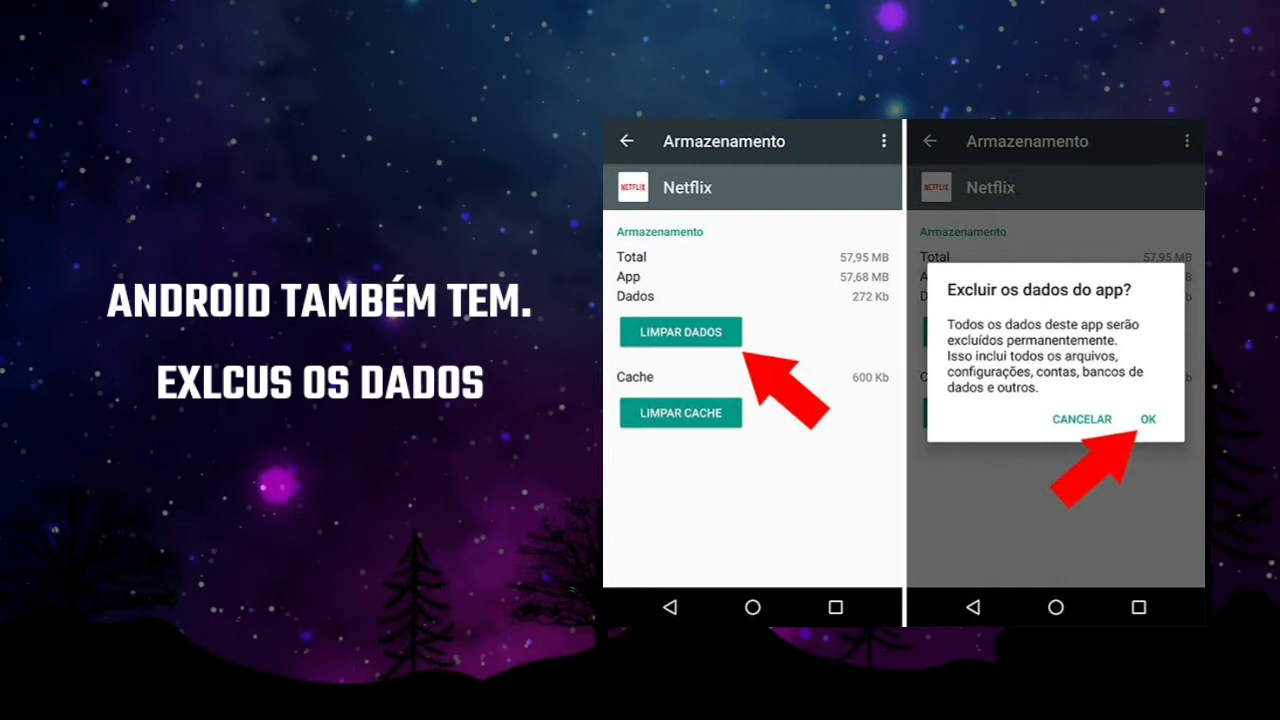 ANDROID TAMBÉM TEM.
EXLCUS OS DADOS
Armazenamento
NETFLIX Netflix
Armazenamento
Total 57,95 MB
App 57,68 MB
Dados 272 Kb
LIMPAR DADOS
Cache 600 Kb
LIMPAR CACHE
Armazenamento
NETFLIX Netflix
Armazenamento
Total 57,95 MB
Excluir os dados do app?
Todos os dados deste app serão
excluídos permanentemente.
Isso inclui todos os arquivos,
configurações, contas, bancos de
dados e outros.
CANCELAR OK